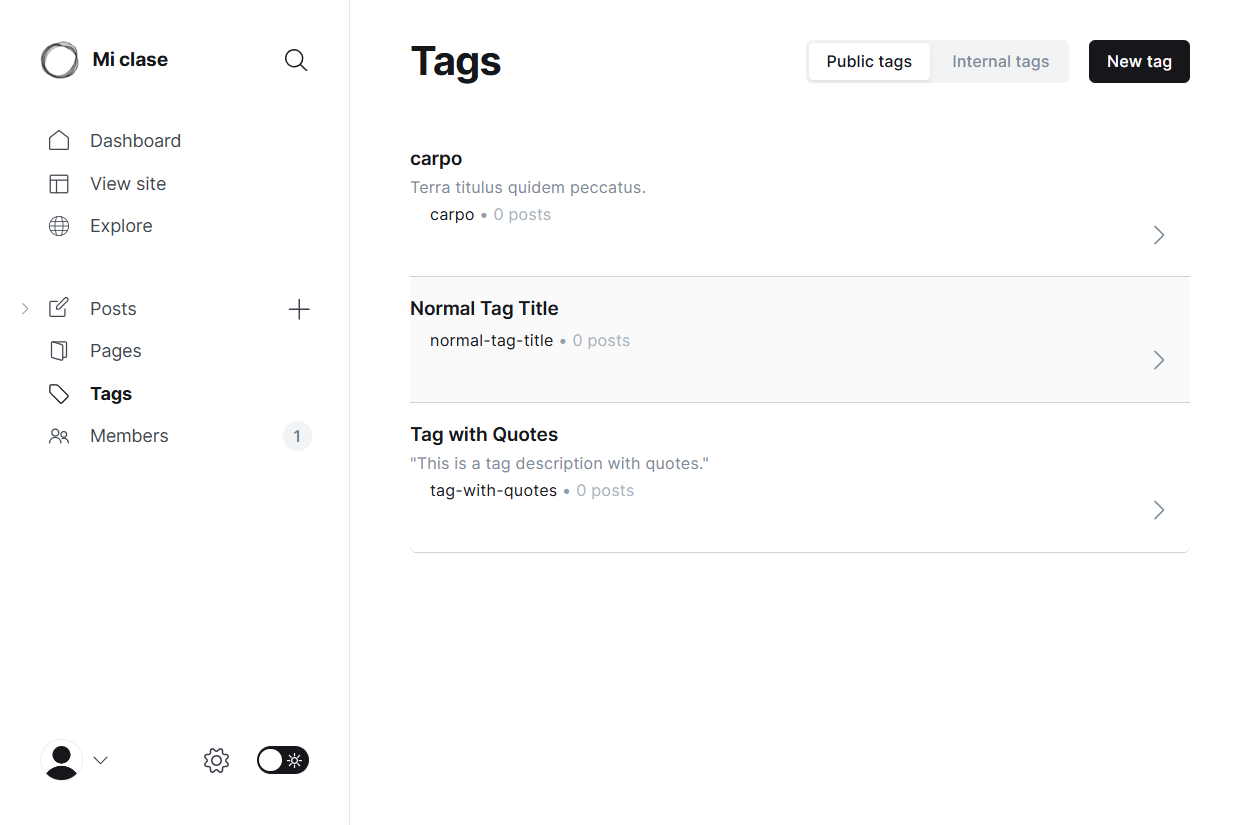 Mi clase
Dashboard
View site
Explore
Posts
Pages
Tags
Members 1
Tags
Public tags Internal tags New tag
carpo
Terra titulus quidem peccatus.
carpo • 0 posts
Normal Tag Title
normal-tag-title • 0 posts
Tag with Quotes
"This is a tag description with quotes."
tag-with-quotes • 0 posts